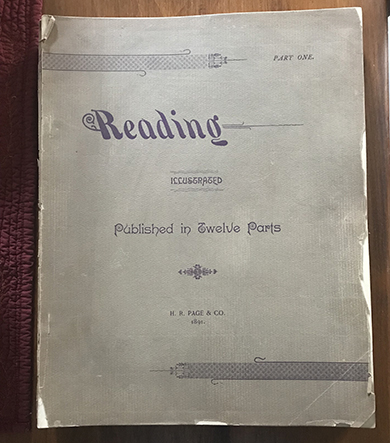 PART ONE.
Reading
ILLUSTRATED
Published in Twelve Parts
H. R. PAGE & CO.
1891.